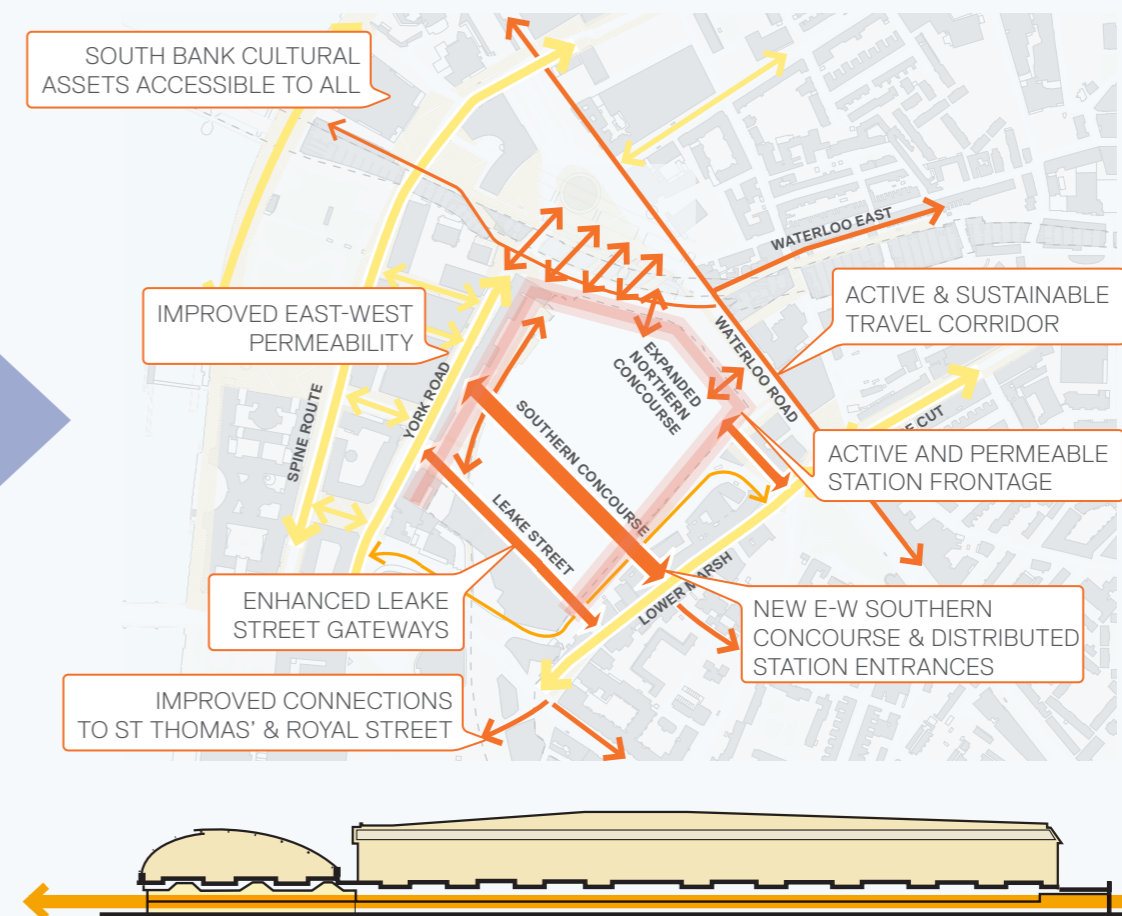 SOUTH BANK CULTURAL
ASSETS ACCESSIBLE TO ALL
WATERLOO EAST
IMPROVED EAST-WEST
PERMEABILITY
ACTIVE & SUSTAINABLE
TRAVEL CORRIDOR
WATERLOO ROAD
EXPANDED
NORTHERN
CONCOURSE
YORK ROAD
SPINE ROUTE
SOUTHERN CONCOURSE
CUT
ACTIVE AND PERMEABLE
STATION FRONTAGE
LEAKE STREET
LOWER MARSH
ENHANCED LEAKE
STREET GATEWAYS
NEW E-W SOUTHERN
CONCOURSE & DISTRIBUTED
STATION ENTRANCES
IMPROVED CONNECTIONS
TO ST THOMAS' & ROYAL STREET